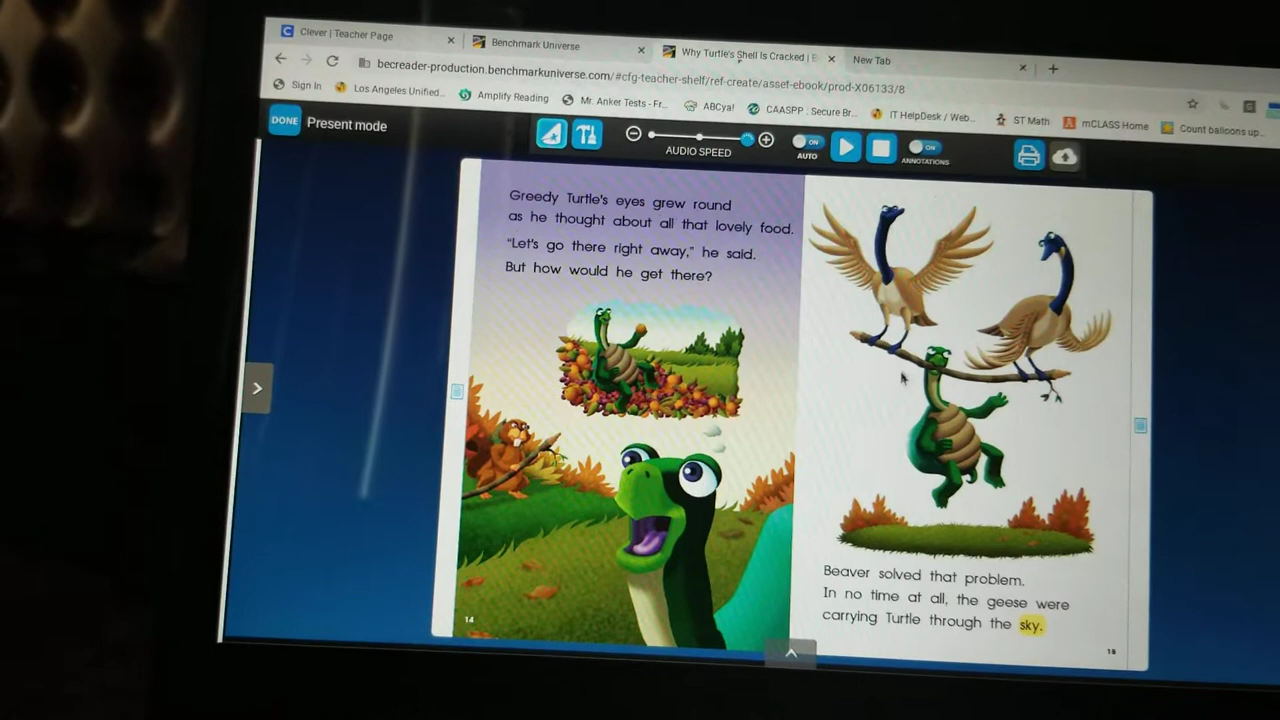 Clever | Teacher Page
Benchmark Universe
Why Turtle's Shell Is Cracked |
New Tab
becreader-production.benchmarkuniverse.com/#cfg-teacher-shelf/ref-create/asset-ebook/prod-X06133/8
Sign In
Los Angeles Unified...
Amplify Reading
Mr. Anker Tests - Fr...
ABCya!
CAASPP : Secure Br...
IT HelpDesk / Web...
ST Math
mCLASS Home
Count balloons up...
DONE
Present mode
AUDIO SPEED
ON
AUTO
ON
ANNOTATIONS
Greedy Turtle's eyes grew round
as he thought about all that lovely food.
"Let's go there right away," he said.
But how would he get there?
14
Beaver solved that problem.
In no time at all, the geese were
carrying Turtle through the sky.
15